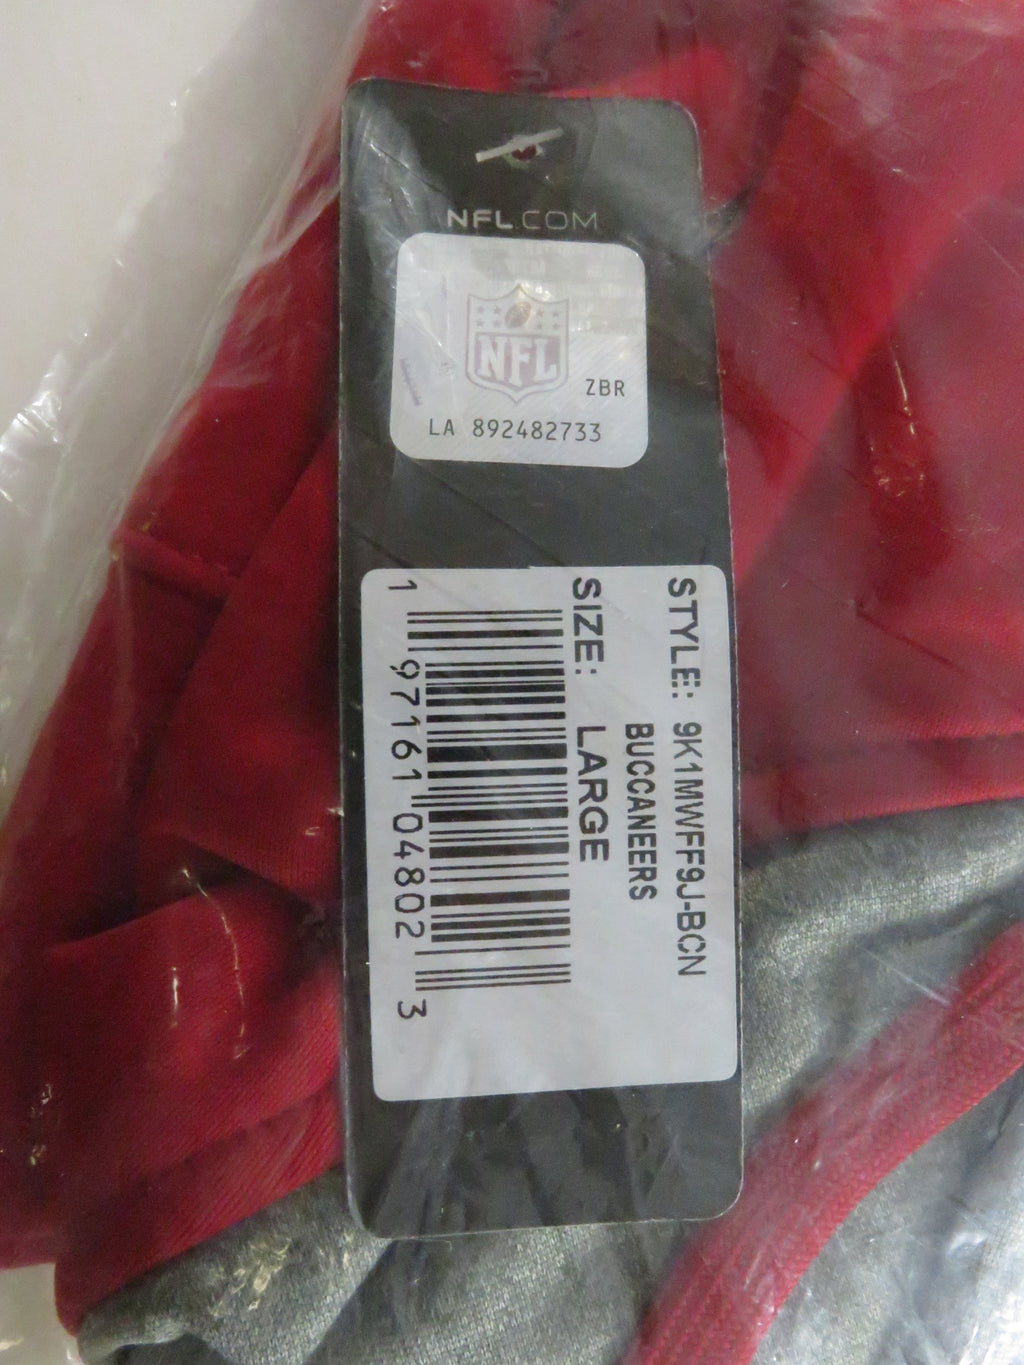 NFL.COM
NFL
ZBR
LA 892482733
STYLE: 9K1MWFF9J-BCN
BUCCANEERS
SIZE: LARGE
1 97161 04802 3